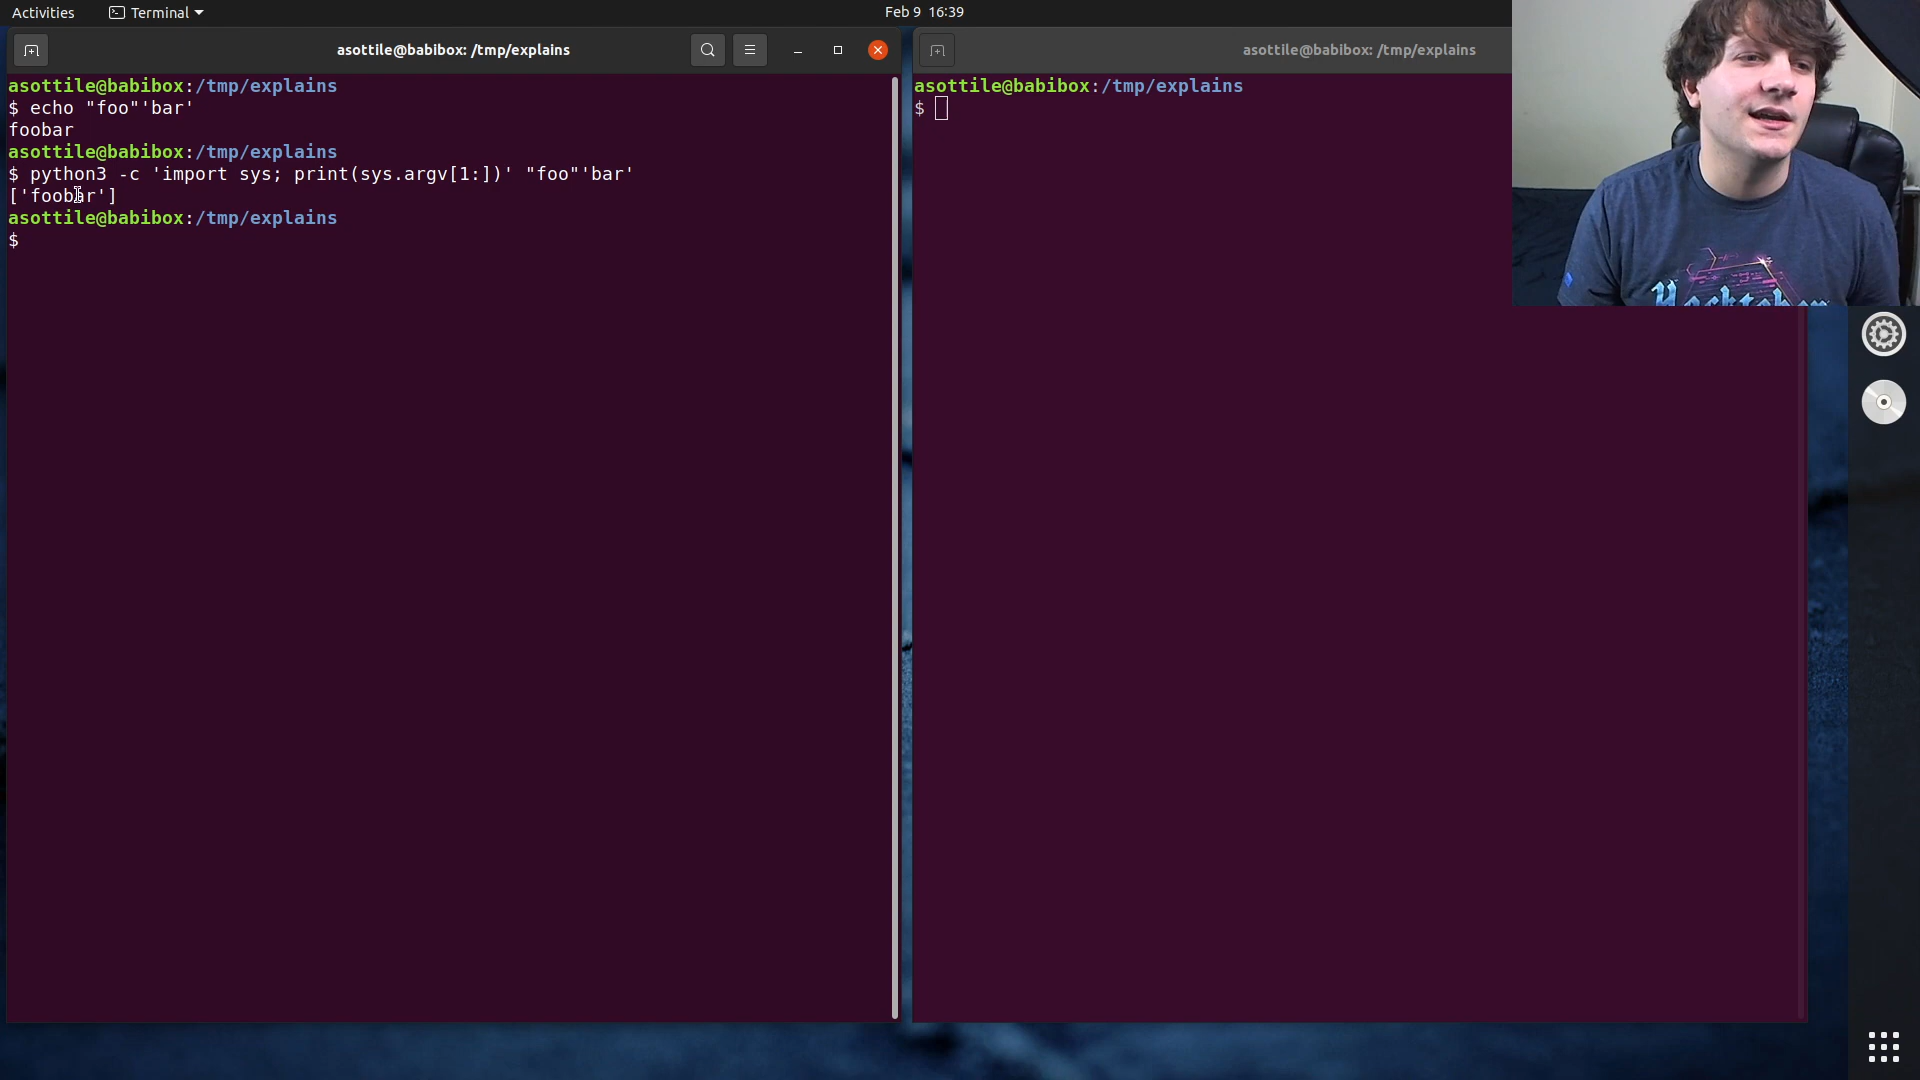 Activities
Terminal
Feb 9 16:39
asottile@babibox: /tmp/explains
asottile@babibox:/tmp/explains
$ echo "foo"'bar'
foobar
asottile@babibox:/tmp/explains
$ python3 -c 'import sys; print(sys.argv[1:])' "foo"'bar'
['foobar']
asottile@babibox:/tmp/explains
$
asottile@babibox: /tmp/explains
asottile@babibox:/tmp/explains
$